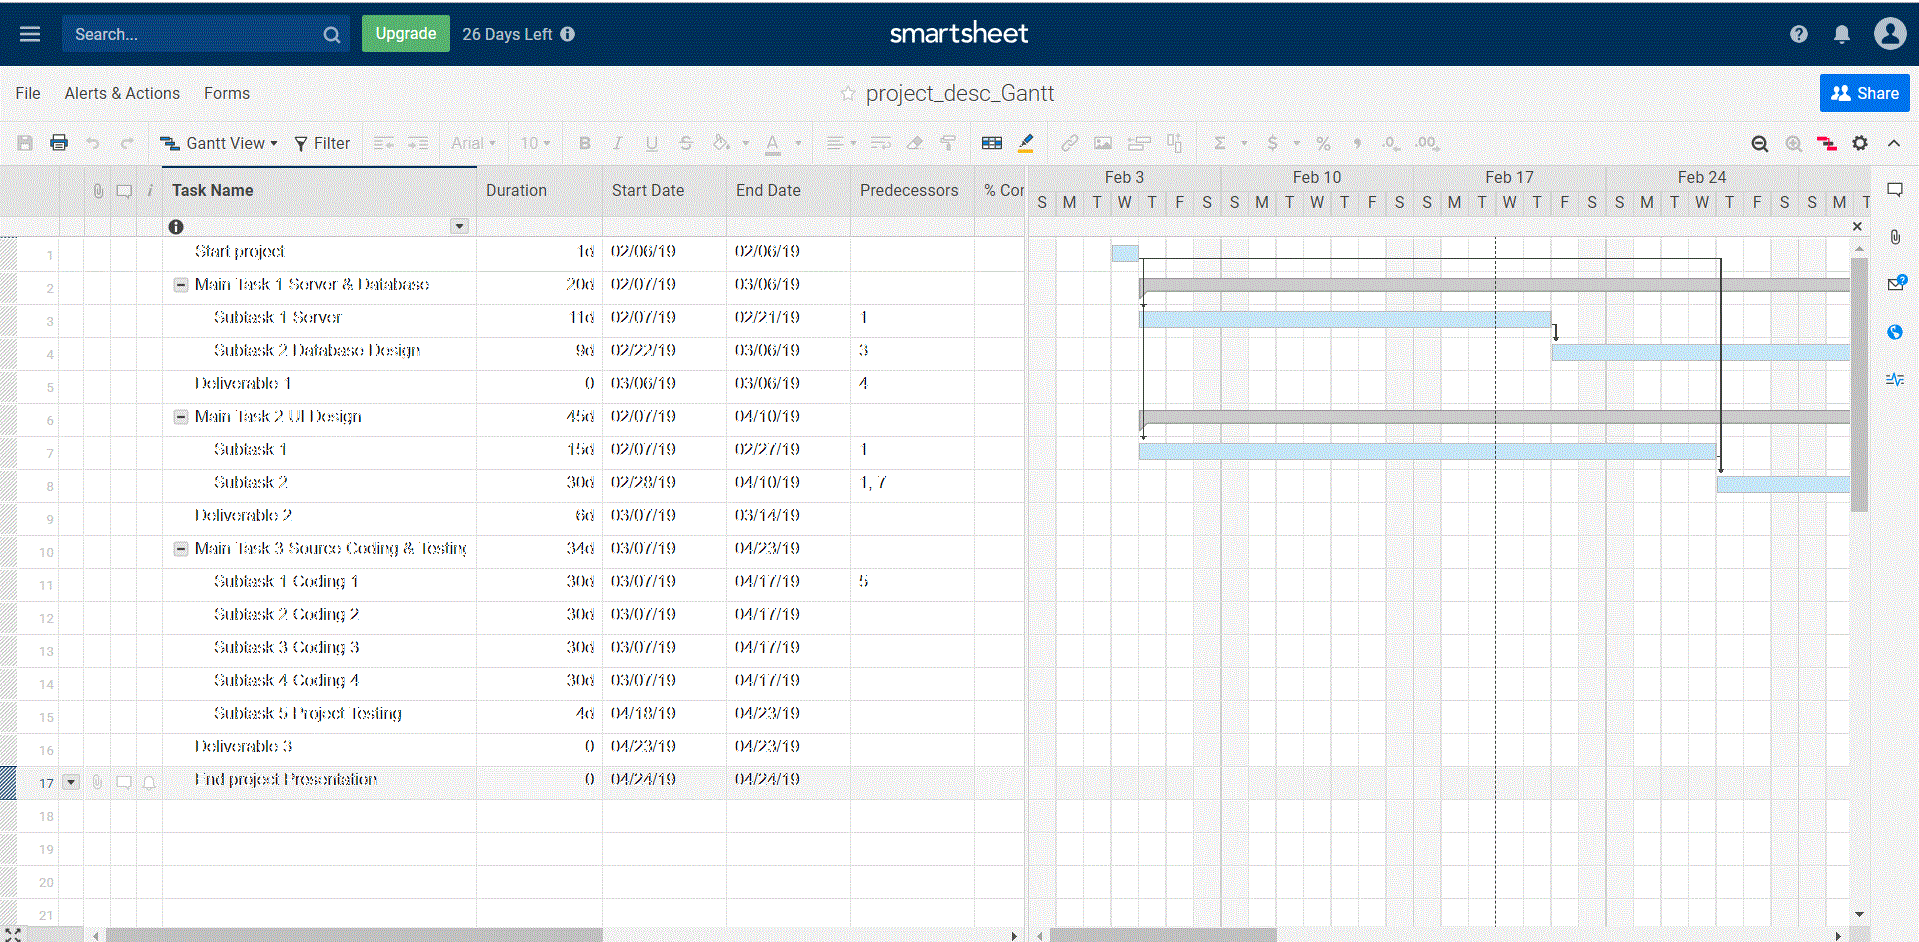 Search... Upgrade 26 Days Left smartsheet
File Alerts & Actions Forms project_desc_Gantt Share
Gantt View Filter Arial 10 B I U S A Σ $ % , .0 .00
Task Name Duration Start Date End Date Predecessors % Cor Feb 3 Feb 10 Feb 17 Feb 24
S M T W T F S S M T W T F S S M T W T F S S M T W T F S S M T
1 Start project 1d 02/06/19 02/06/19
2 Main Task 1 Server & Database 20d 02/07/19 03/06/19
3 Subtask 1 Server 11d 02/07/19 02/21/19 1
4 Subtask 2 Database Design 9d 02/22/19 03/06/19 3
5 Deliverable 1 0 03/06/19 03/06/19 4
6 Main Task 2 UI Design 45d 02/07/19 04/10/19
7 Subtask 1 15d 02/07/19 02/27/19 1
8 Subtask 2 30d 02/28/19 04/10/19 1, 7
9 Deliverable 2 6d 03/07/19 03/14/19
10 Main Task 3 Source Coding & Testing 34d 03/07/19 04/23/19
11 Subtask 1 Coding 1 30d 03/07/19 04/17/19 5
12 Subtask 2 Coding 2 30d 03/07/19 04/17/19
13 Subtask 3 Coding 3 30d 03/07/19 04/17/19
14 Subtask 4 Coding 4 30d 03/07/19 04/17/19
15 Subtask 5 Project Testing 4d 04/18/19 04/23/19
16 Deliverable 3 0 04/23/19 04/23/19
17 End project Presentation 0 04/24/19 04/24/19
18
19
20
21